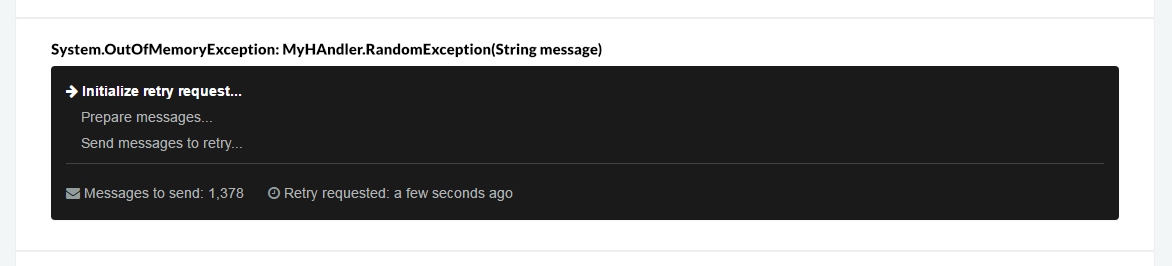 System.OutOfMemoryException: MyHAndler.RandomException(String message)
Initialize retry request...
Prepare messages...
Send messages to retry...
Messages to send: 1,378 Retry requested: a few seconds ago